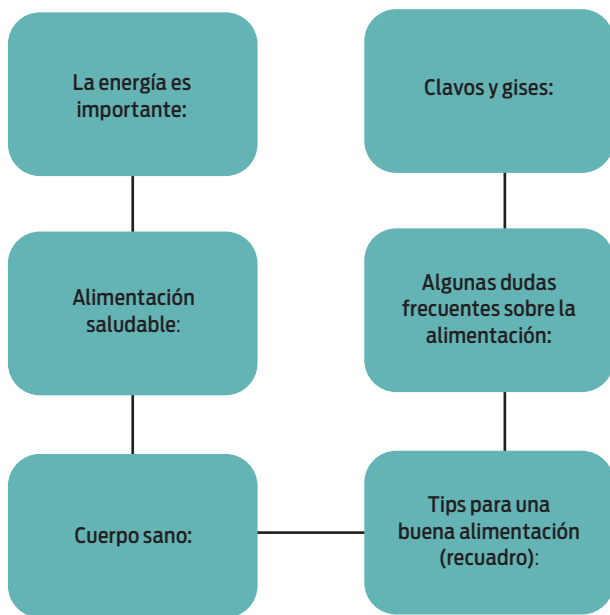 La energía es
importante:
Alimentación
saludable:
Cuerpo sano:
Tips para una
buena alimentación
(recuadro):
Algunas dudas
frecuentes sobre la
alimentación:
Clavos y gises: